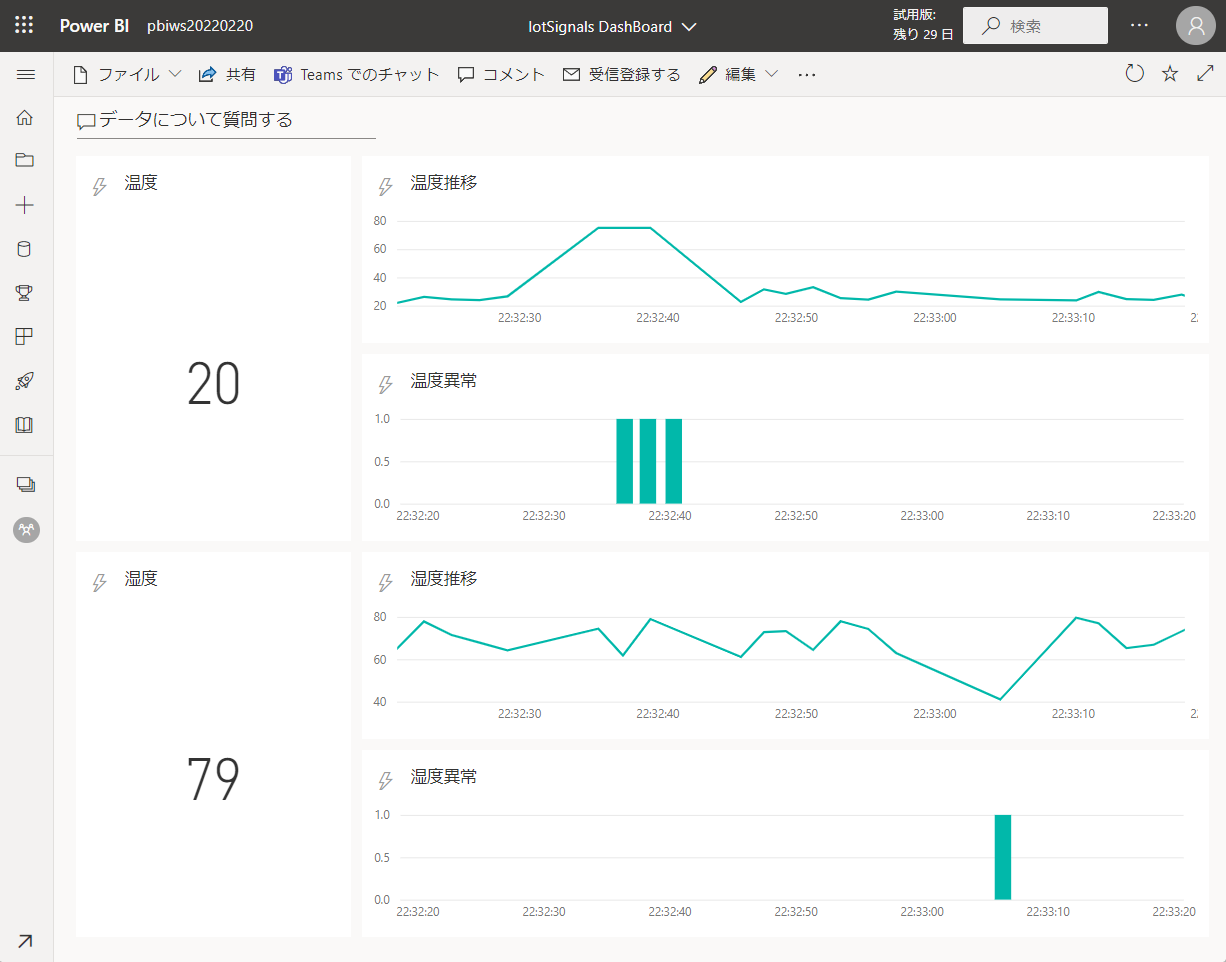 Power BI pbiws20220220 IotSignals DashBoard 試用版: 検索
残り 29 日
ファイル 共有 Teams でのチャット コメント 受信登録する 編集
データについて質問する
温度
20
温度推移
80
60
40
20
22:32:30 22:32:40 22:32:50 22:33:00 22:33:10 2:
温度異常
1.0
0.5
0.0
22:32:20 22:32:30 22:32:40 22:32:50 22:33:00 22:33:10 22:33:20
湿度
79
湿度推移
80
60
40
22:32:30 22:32:40 22:32:50 22:33:00 22:33:10 2:
湿度異常
1.0
0.5
0.0
22:32:20 22:32:30 22:32:40 22:32:50 22:33:00 22:33:10 22:33:20